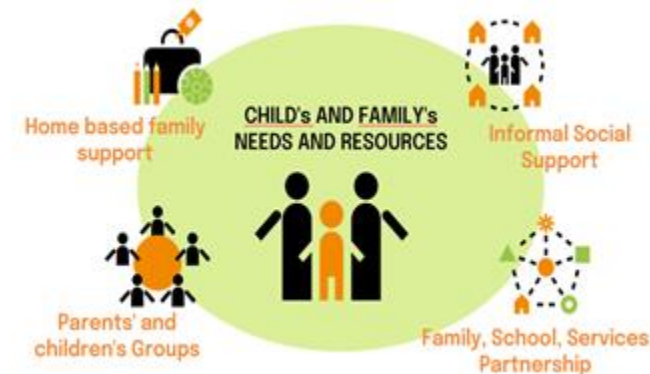 CHILD's AND FAMILY's
NEEDS AND RESOURCES
Home based family
support
Informal Social
Support
Parents' and
children's Groups
Family, School, Services
Partnership